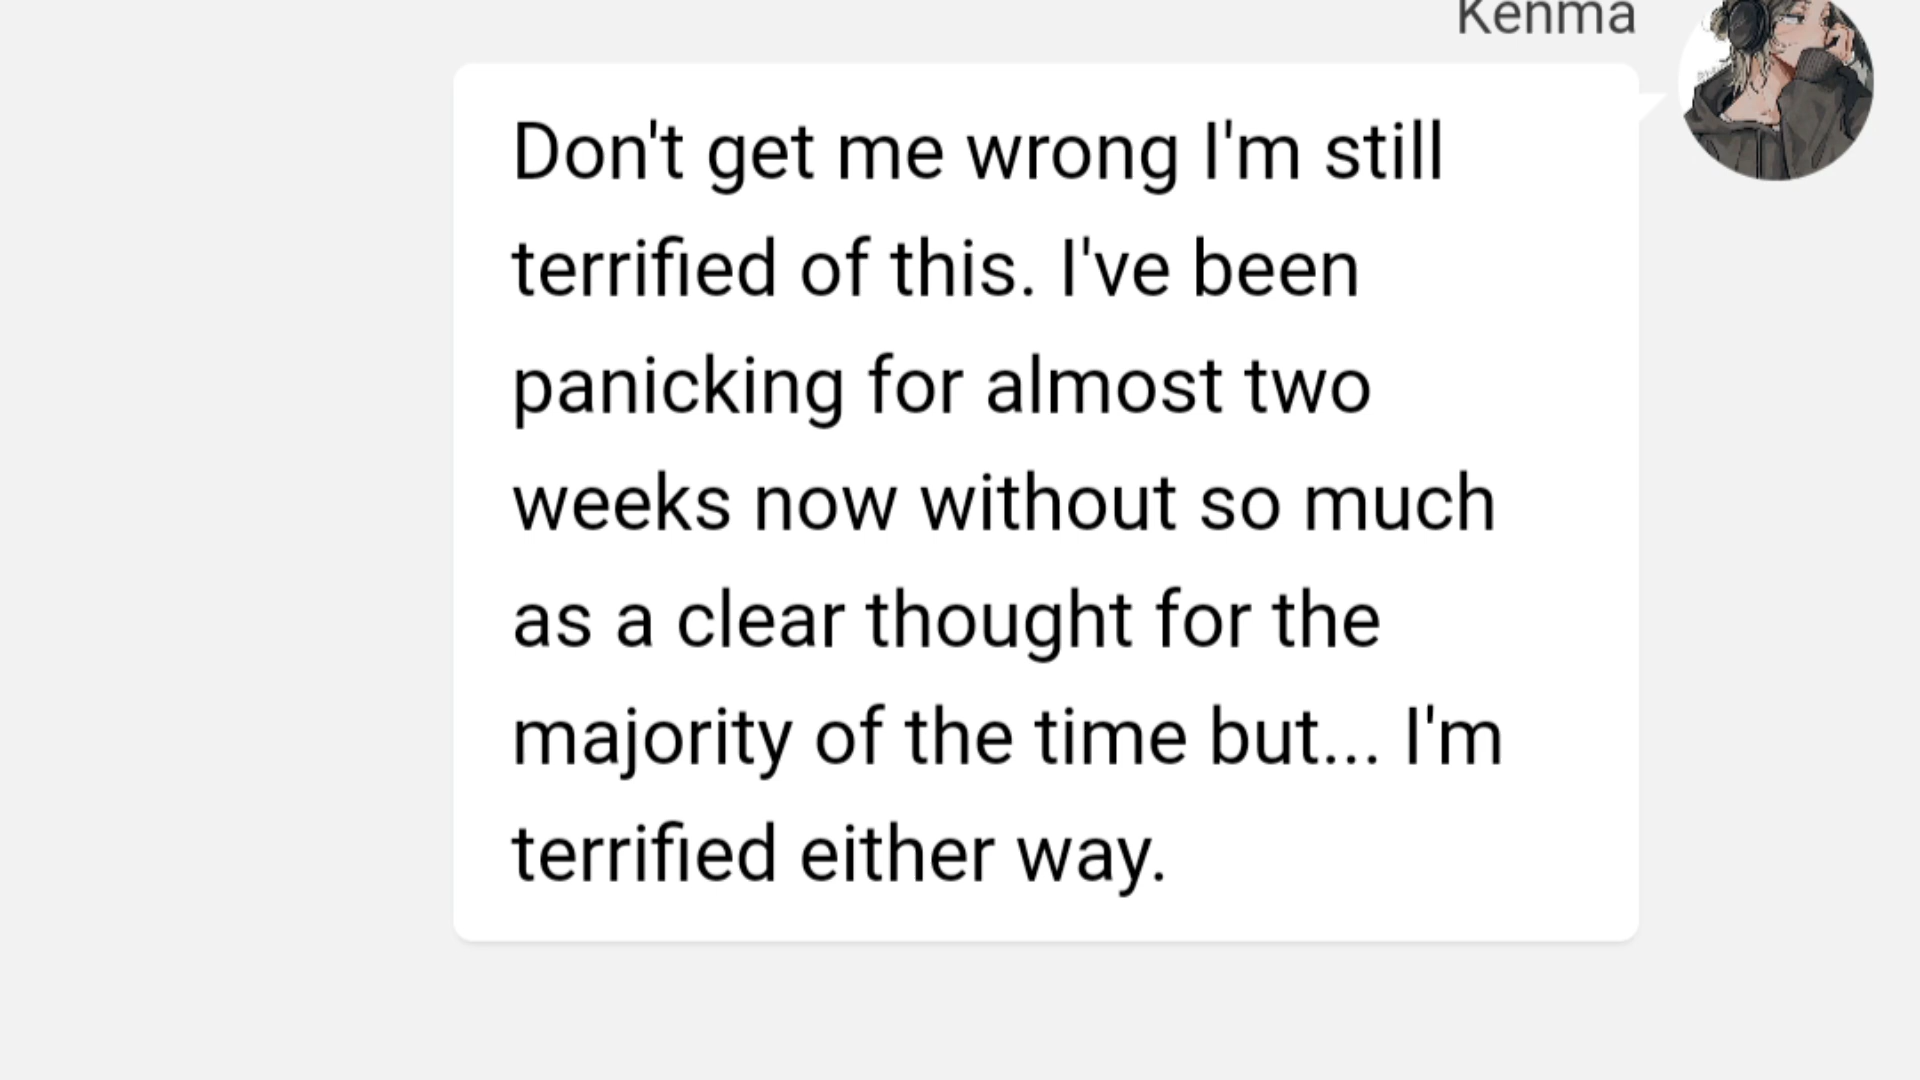 Kenma
Don't get me wrong I'm still
terrified of this. I've been
panicking for almost two
weeks now without so much
as a clear thought for the
majority of the time but... I'm
terrified either way.